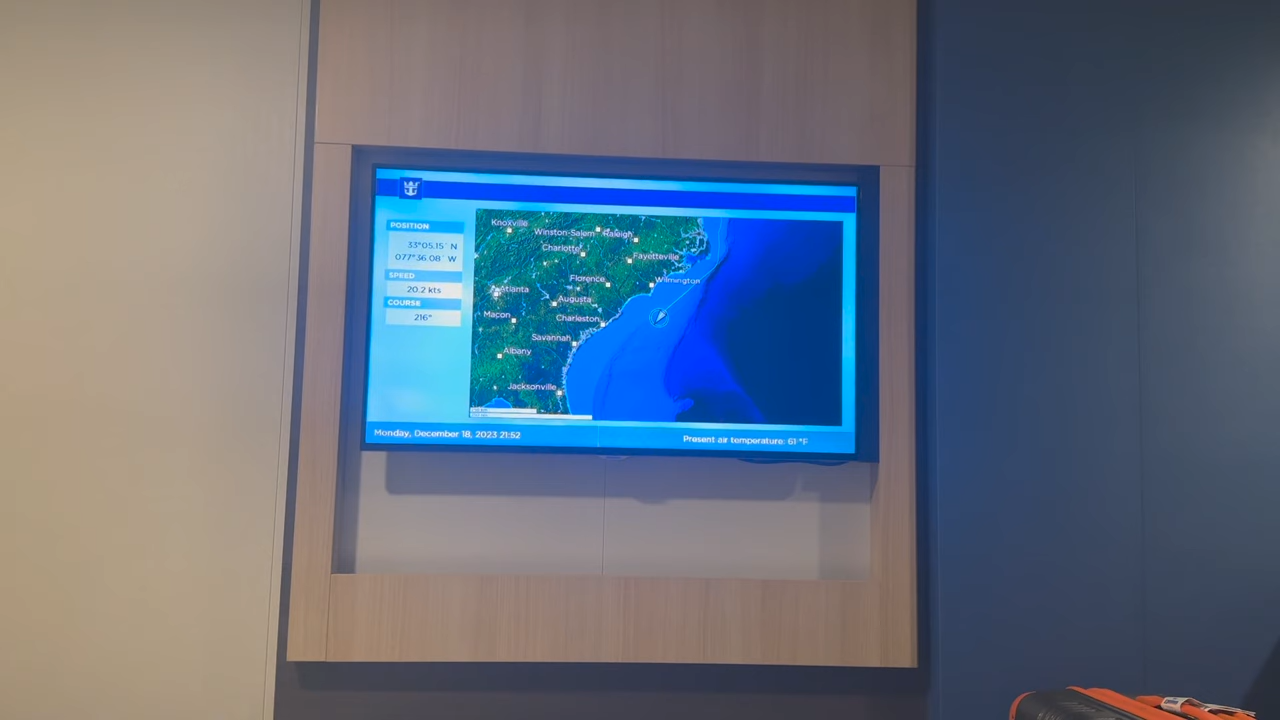 POSITION
33°05.15' N
077°36.08' W
SPEED
20.2 kts
COURSE
216°
Knoxville
Winston-Salem
Raleigh
Charlotte
Fayetteville
Florence
Wilmington
Atlanta
Augusta
Macon
Charleston
Savannah
Albany
Jacksonville
Monday, December 18, 2023 21:52
Present air temperature: 61 °F